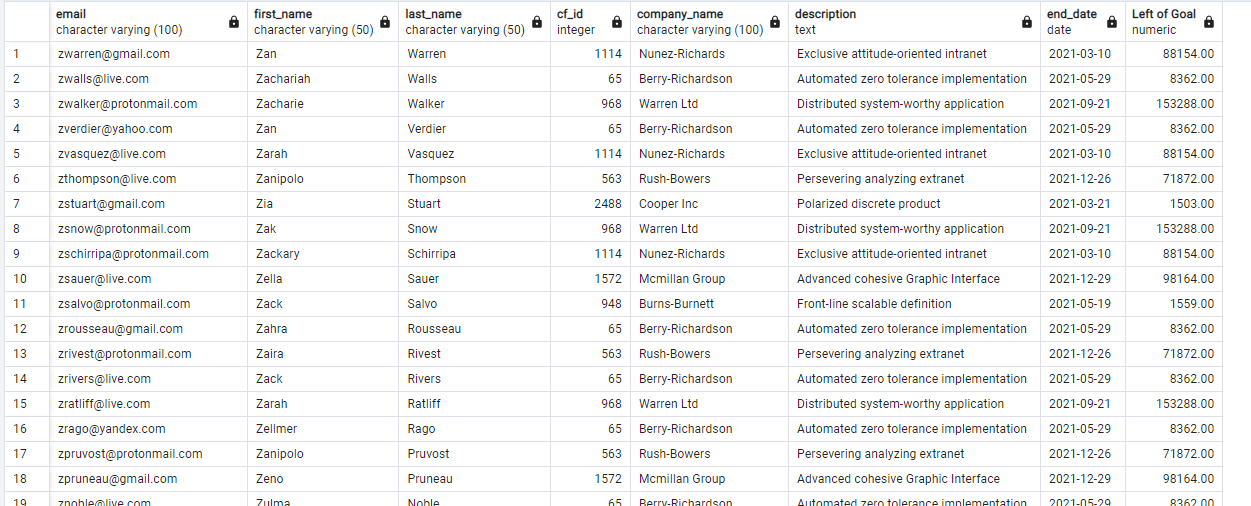 email first_name last_name cf_id company_name description end_date Left of Goal
character varying (100) character varying (50) character varying (50) integer character varying (100) text date numeric
1 zwarren@gmail.com Zan Warren 1114 Nunez-Richards Exclusive attitude-oriented intranet 2021-03-10 88154.00
2 zwalls@live.com Zachariah Walls 65 Berry-Richardson Automated zero tolerance implementation 2021-05-29 8362.00
3 zwalker@protonmail.com Zacharie Walker 968 Warren Ltd Distributed system-worthy application 2021-09-21 153288.00
4 zverdier@yahoo.com Zan Verdier 65 Berry-Richardson Automated zero tolerance implementation 2021-05-29 8362.00
5 zvasquez@live.com Zarah Vasquez 1114 Nunez-Richards Exclusive attitude-oriented intranet 2021-03-10 88154.00
6 zthompson@live.com Zanipolo Thompson 563 Rush-Bowers Persevering analyzing extranet 2021-12-26 71872.00
7 zstuart@gmail.com Zia Stuart 2488 Cooper Inc Polarized discrete product 2021-03-21 1503.00
8 zsnow@protonmail.com Zak Snow 968 Warren Ltd Distributed system-worthy application 2021-09-21 153288.00
9 zschirripa@protonmail.com Zackary Schirripa 1114 Nunez-Richards Exclusive attitude-oriented intranet 2021-03-10 88154.00
10 zsauer@live.com Zella Sauer 1572 Mcmillan Group Advanced cohesive Graphic Interface 2021-12-29 98164.00
11 zsalvo@protonmail.com Zack Salvo 948 Burns-Burnett Front-line scalable definition 2021-05-19 1559.00
12 zrousseau@gmail.com Zahra Rousseau 65 Berry-Richardson Automated zero tolerance implementation 2021-05-29 8362.00
13 zrivest@protonmail.com Zaira Rivest 563 Rush-Bowers Persevering analyzing extranet 2021-12-26 71872.00
14 zrivers@live.com Zack Rivers 65 Berry-Richardson Automated zero tolerance implementation 2021-05-29 8362.00
15 zratliff@live.com Zarah Ratliff 968 Warren Ltd Distributed system-worthy application 2021-09-21 153288.00
16 zrago@yandex.com Zellmer Rago 65 Berry-Richardson Automated zero tolerance implementation 2021-05-29 8362.00
17 zpruvost@protonmail.com Zanipolo Pruvost 563 Rush-Bowers Persevering analyzing extranet 2021-12-26 71872.00
18 zpruneau@gmail.com Zeno Pruneau 1572 Mcmillan Group Advanced cohesive Graphic Interface 2021-12-29 98164.00
19 znoble@live.com Zulma Noble 65 Berry-Richardson Automated zero tolerance implementation 2021-05-29 8362.00